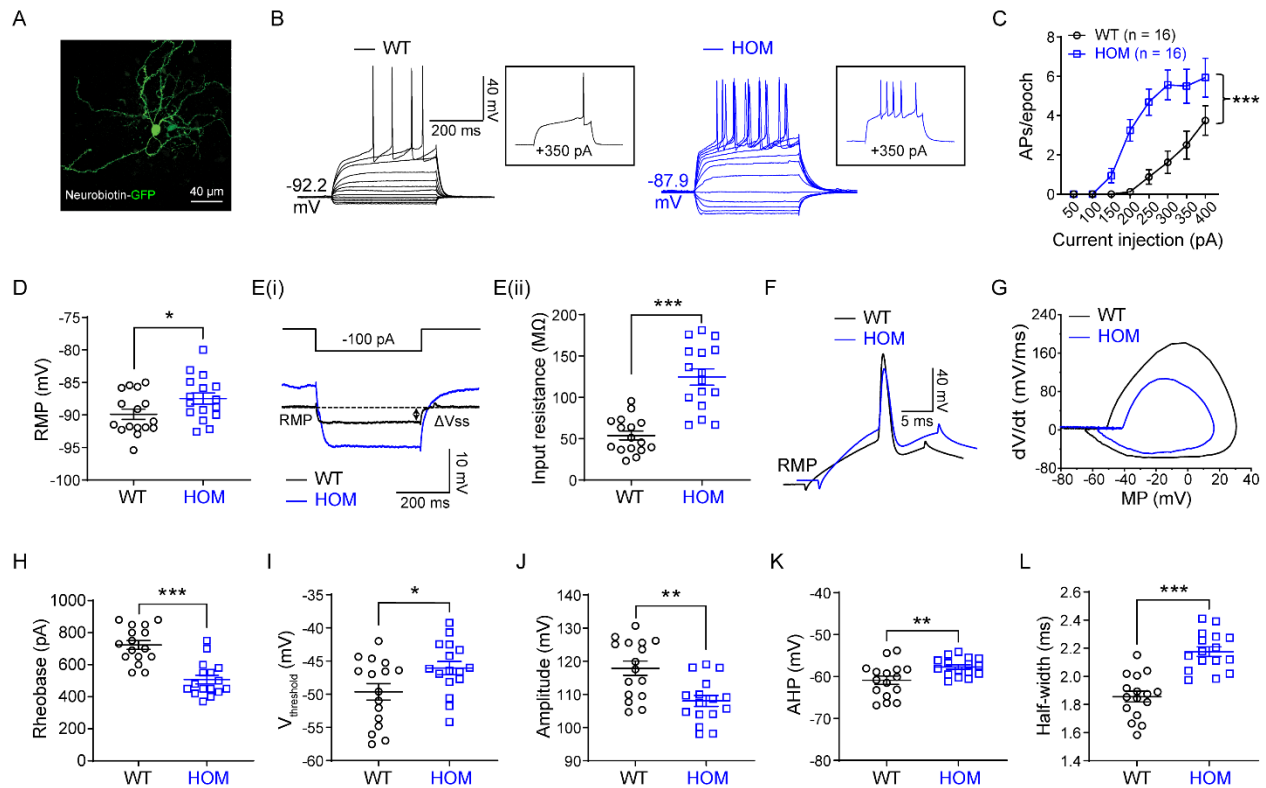 A
Neurobiotin-GFP
40 µm
B
WT
40 mV
200 ms
-92.2
mV
+350 pA
HOM
-87.9
mV
+350 pA
C
WT (n = 16)
HOM (n = 16)
APs/epoch
8
6
4
2
0
***
50
100
150
200
250
300
350
400
Current injection (pA)
D
RMP (mV)
-75
-80
-85
-90
-95
-100
*
WT
HOM
E(i)
-100 pA
RMP
ΔVss
WT
HOM
10 mV
200 ms
E(ii)
Input resistance (MΩ)
200
150
100
50
0
***
WT
HOM
F
WT
HOM
40 mV
5 ms
RMP
G
WT
HOM
dV/dt (mV/ms)
240
160
80
0
-80
-80
-60
-40
-20
0
20
40
MP (mV)
H
Rheobase (pA)
1000
800
600
400
200
0
***
WT
HOM
I
Vthreshold (mV)
-35
-40
-45
-50
-55
-60
*
WT
HOM
J
Amplitude (mV)
140
130
120
110
100
90
**
WT
HOM
K
AHP (mV)
-40
-50
-60
-70
-80
**
WT
HOM
L
Half-width (ms)
2.6
2.4
2.2
2.0
1.8
1.6
1.4
***
WT
HOM